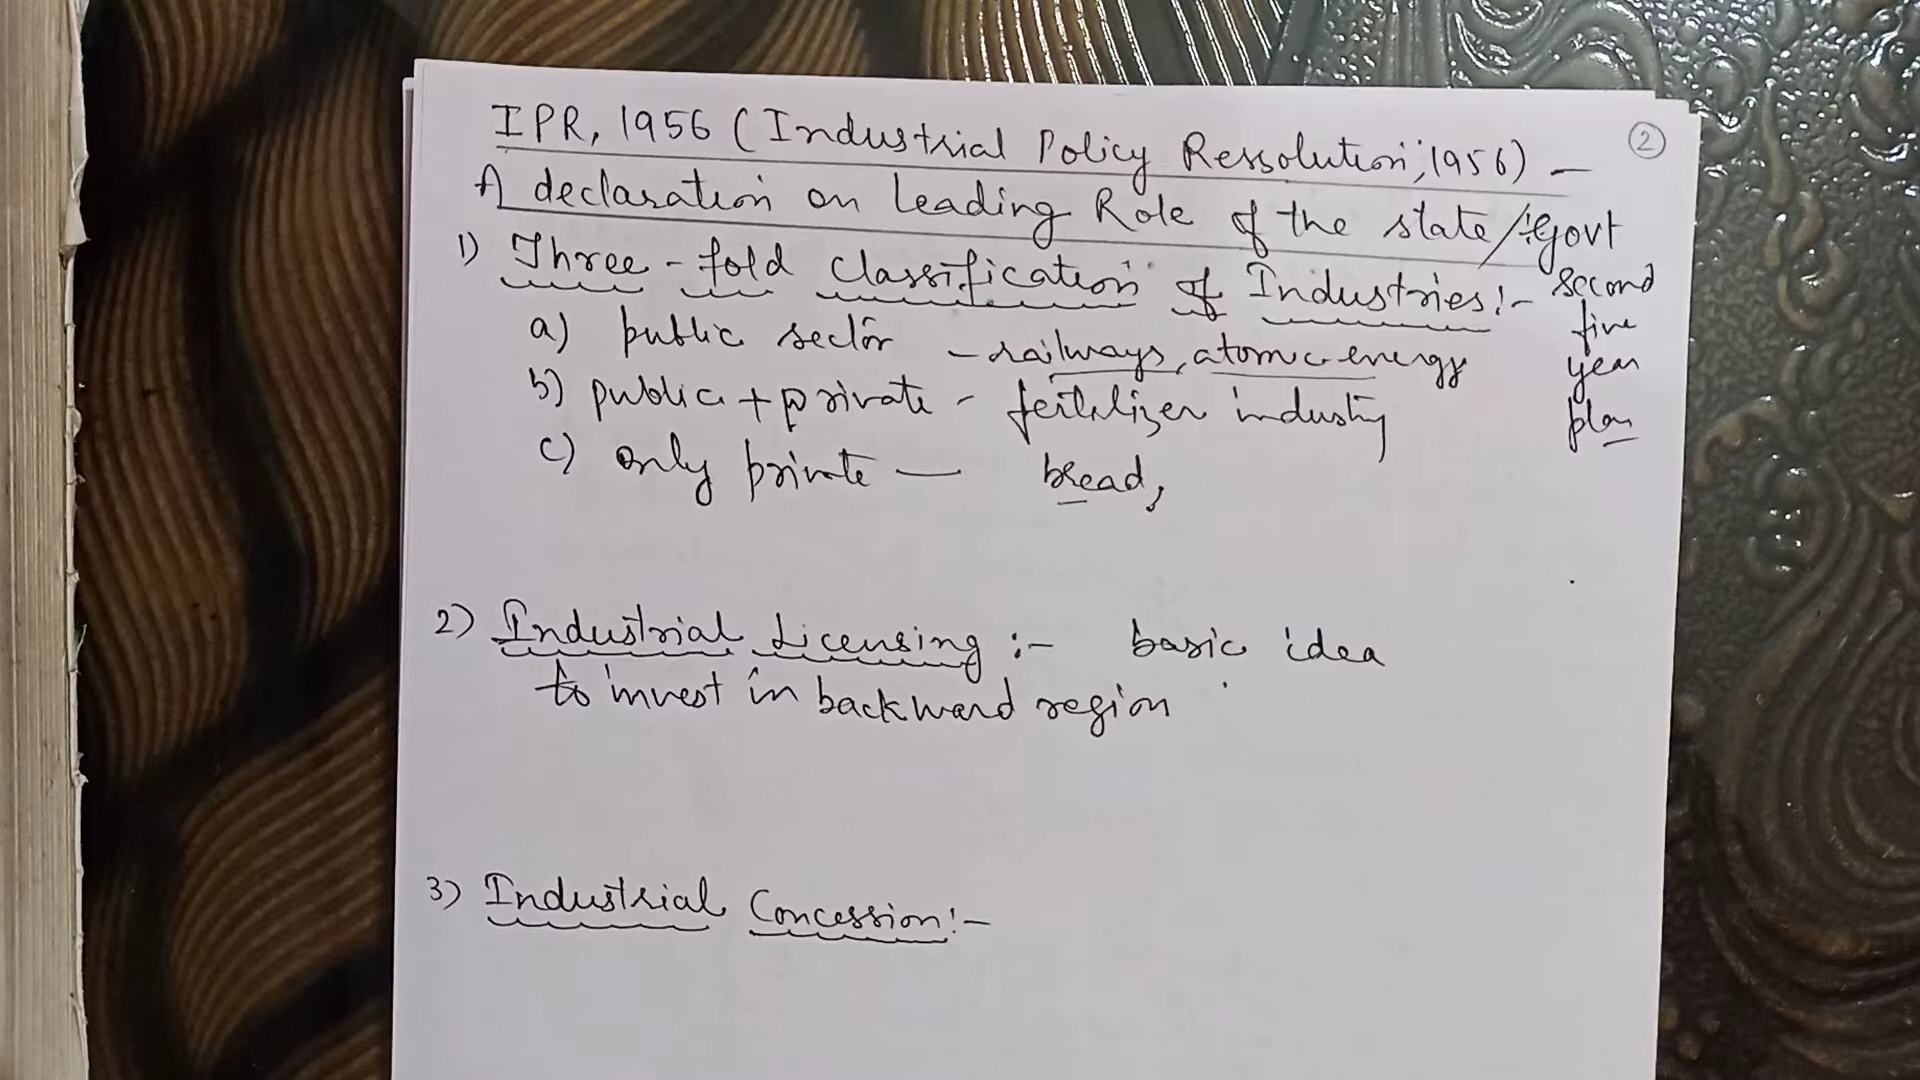 IPR, 1956 (Industrial Policy Ressolution, 1956) —
②
A declaration on Leading Role of the state/Govt
1) Three-fold classification of Industries:-
second
five
year
plan
a) public sector - railways, atomic energy
b) public + private - fertilizer industry
c) only private — bread,
2) Industrial Licensing :- basic idea
to invest in backward region
3) Industrial Concession:-